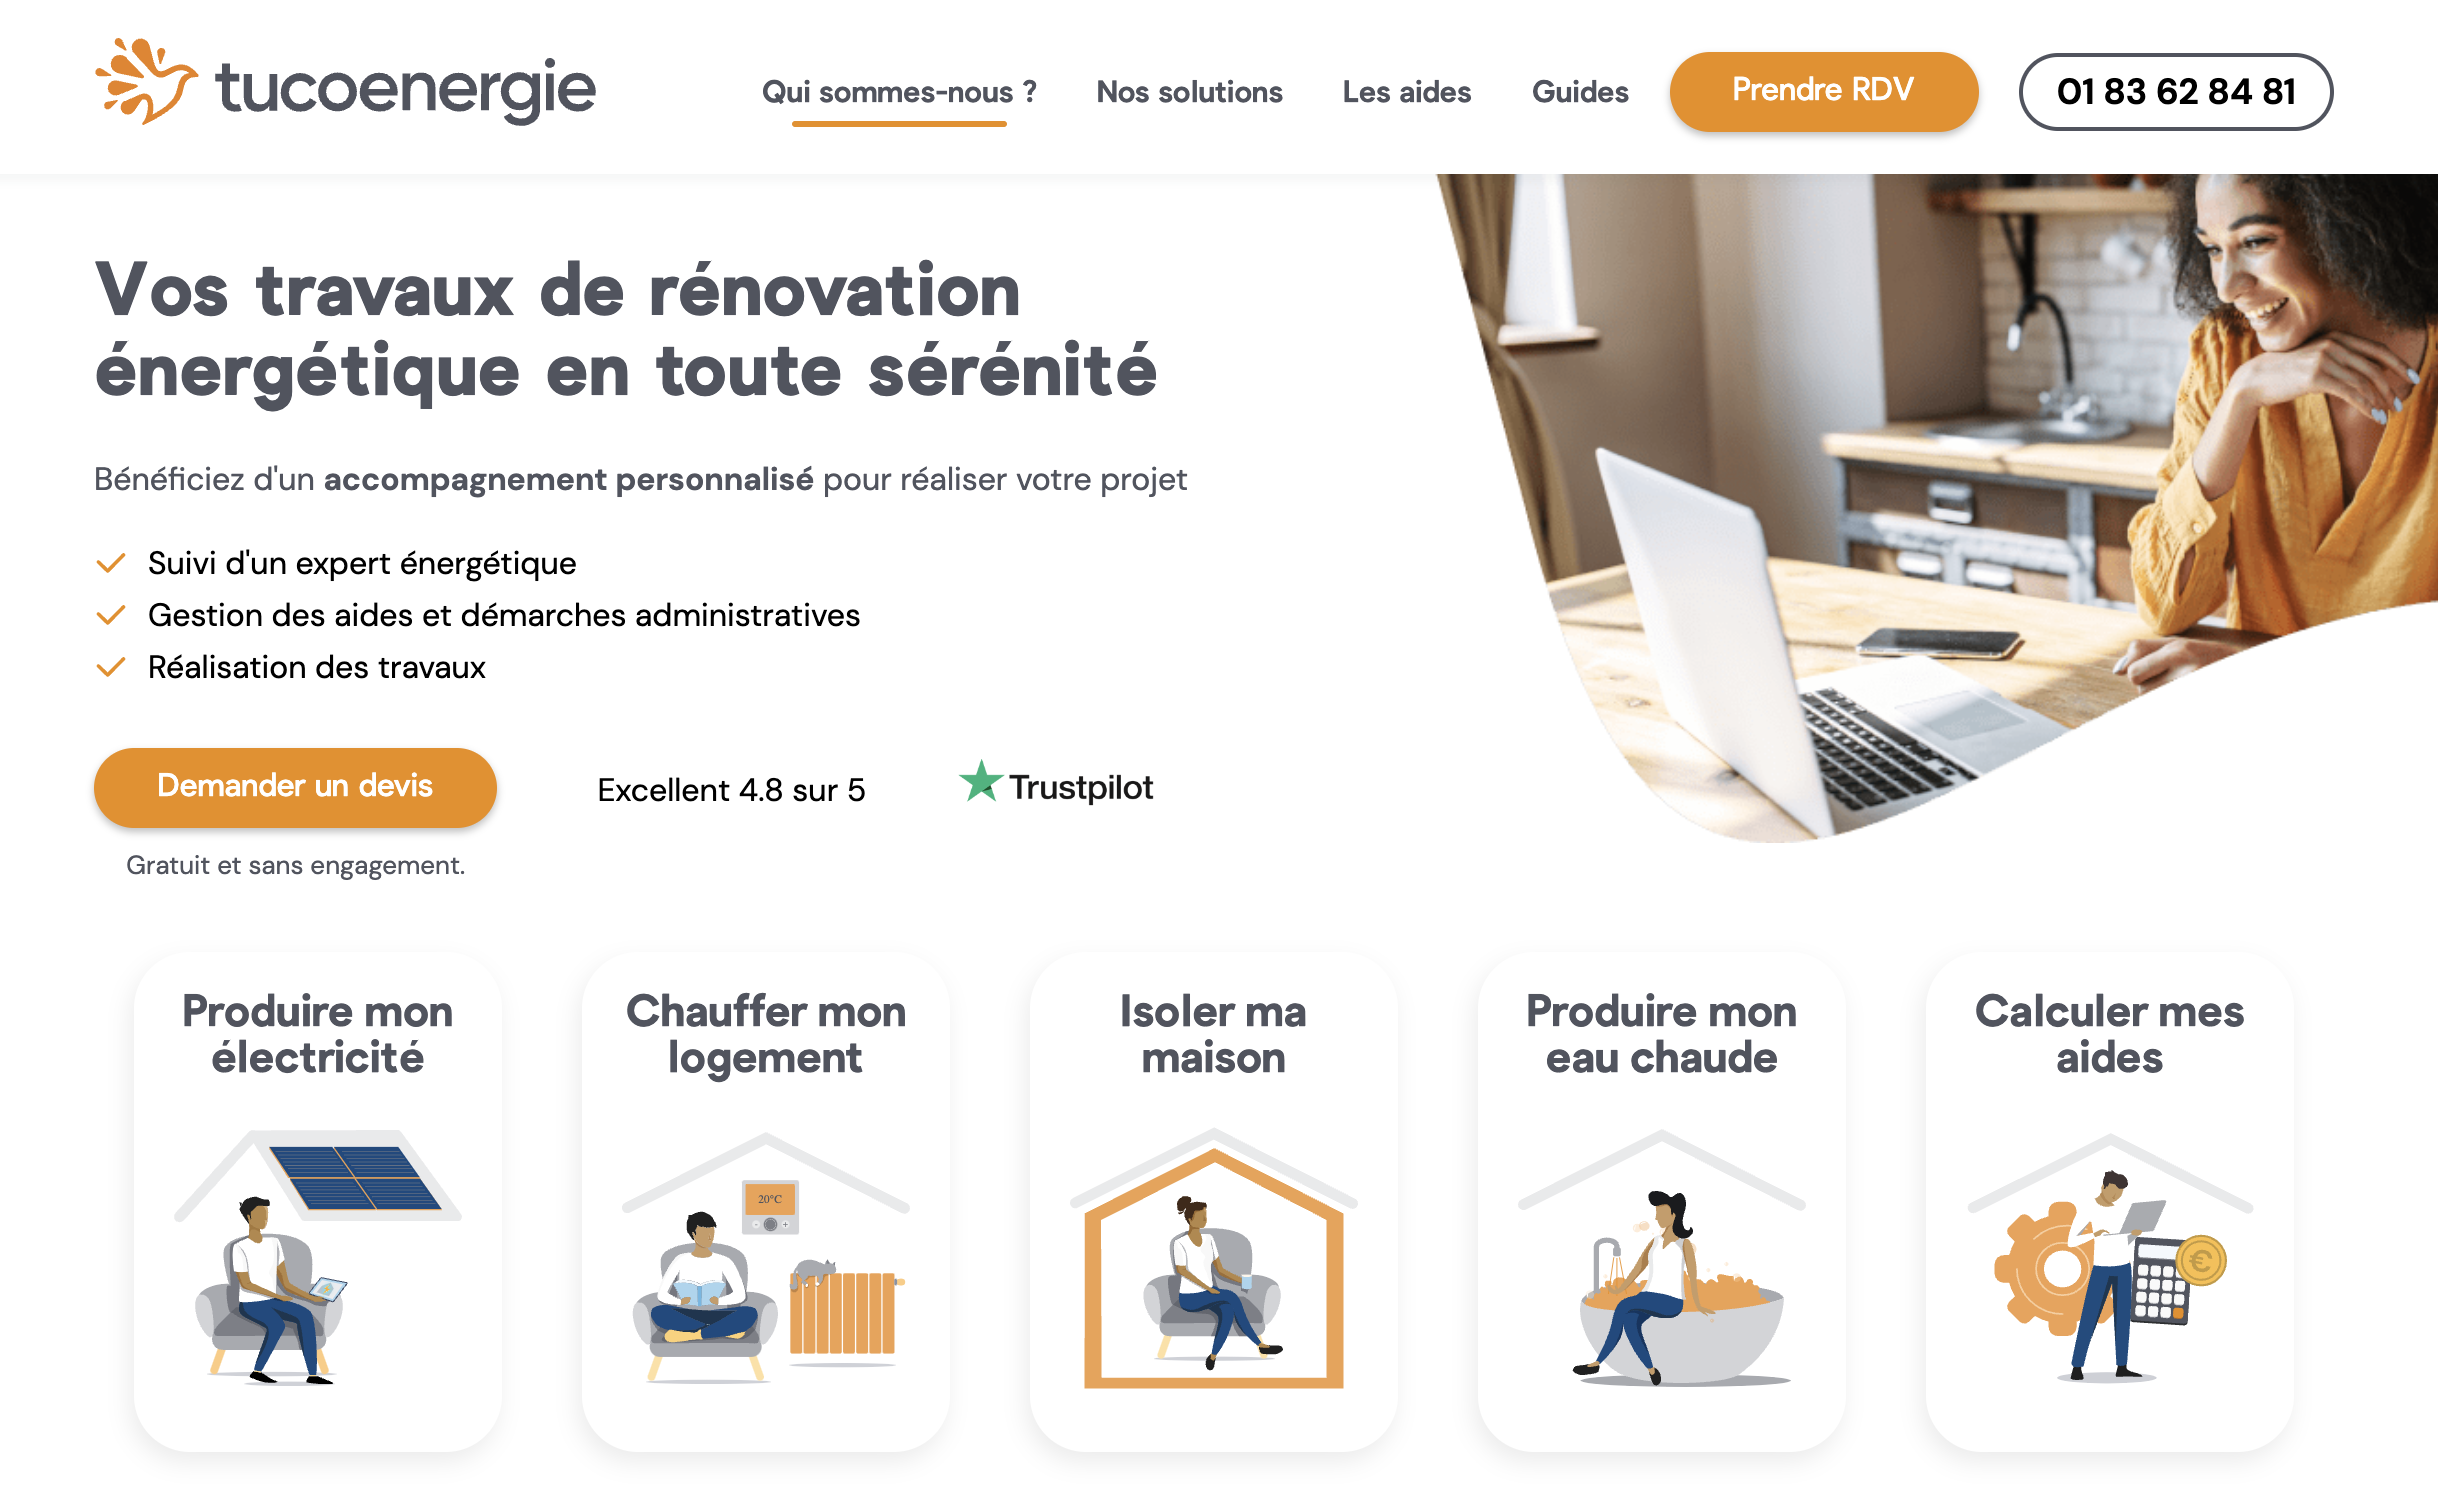 tucoenergie
Qui sommes-nous ?
Nos solutions
Les aides
Guides
Prendre RDV
01 83 62 84 81
Vos travaux de rénovation
énergétique en toute sérénité
Bénéficiez d'un accompagnement personnalisé pour réaliser votre projet
Suivi d'un expert énergétique
Gestion des aides et démarches administratives
Réalisation des travaux
Demander un devis
Excellent 4.8 sur 5
Trustpilot
Gratuit et sans engagement.
Produire mon
électricité
Chauffer mon
logement
20°C
Isoler ma
maison
Produire mon
eau chaude
Calculer mes
aides
€